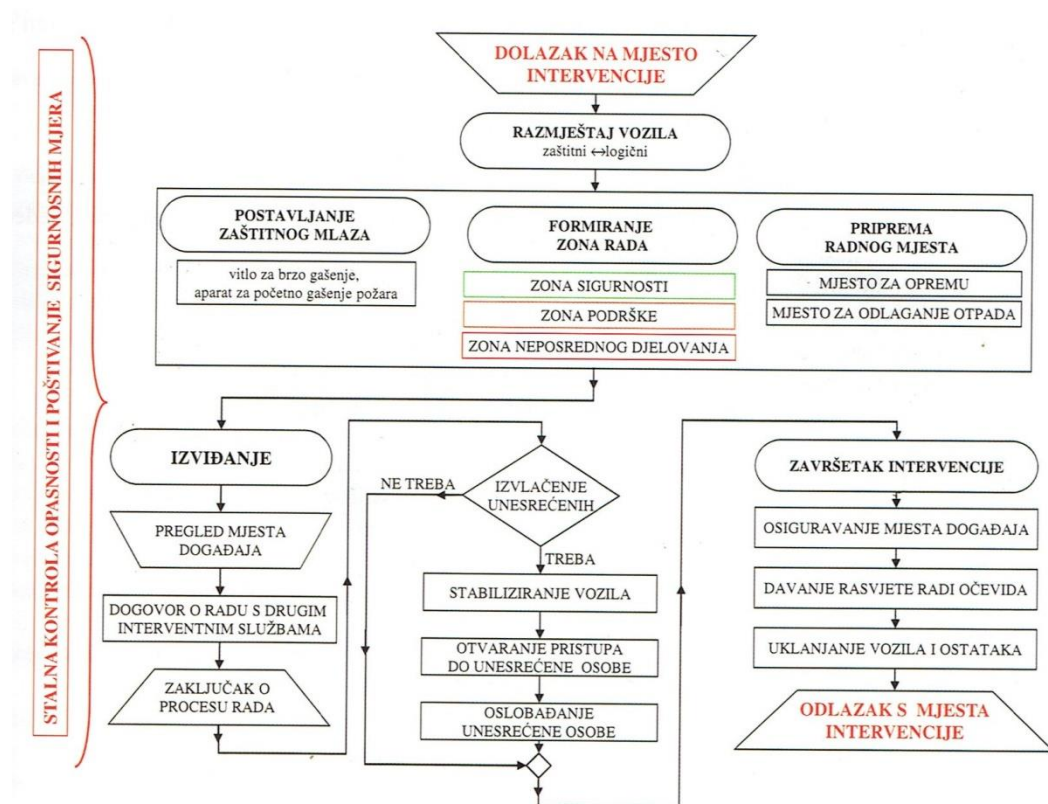 STALNA KONTROLA OPASNOSTI I POŠTIVANJE SIGURNOSNIH MJERA
DOLAZAK NA MJESTO
INTERVENCIJE
RAZMJEŠTAJ VOZILA
zaštitni ↔logični
POSTAVLJANJE
ZAŠTITNOG MLAZA
vitlo za brzo gašenje,
aparat za početno gašenje požara
FORMIRANJE
ZONA RADA
ZONA SIGURNOSTI
ZONA PODRŠKE
ZONA NEPOSREDNOG DJELOVANJA
PRIPREMA
RADNOG MJESTA
MJESTO ZA OPREMU
MJESTO ZA ODLAGANJE OTPADA
IZVIĐANJE
PREGLED MJESTA
DOGAĐAJA
DOGOVOR O RADU S DRUGIM
INTERVENTNIM SLUŽBAMA
ZAKLJUČAK O
PROCESU RADA
NE TREBA
IZVLAČENJE
UNESREĆENIH
TREBA
STABILIZIRANJE VOZILA
OTVARANJE PRISTUPA
DO UNESREĆENE OSOBE
OSLOBAĐANJE
UNESREĆENE OSOBE
ZAVRŠETAK INTERVENCIJE
OSIGURAVANJE MJESTA DOGAĐAJA
DAVANJE RASVJETE RADI OČEVIDA
UKLANJANJE VOZILA I OSTATAKA
ODLAZAK S MJESTA
INTERVENCIJE